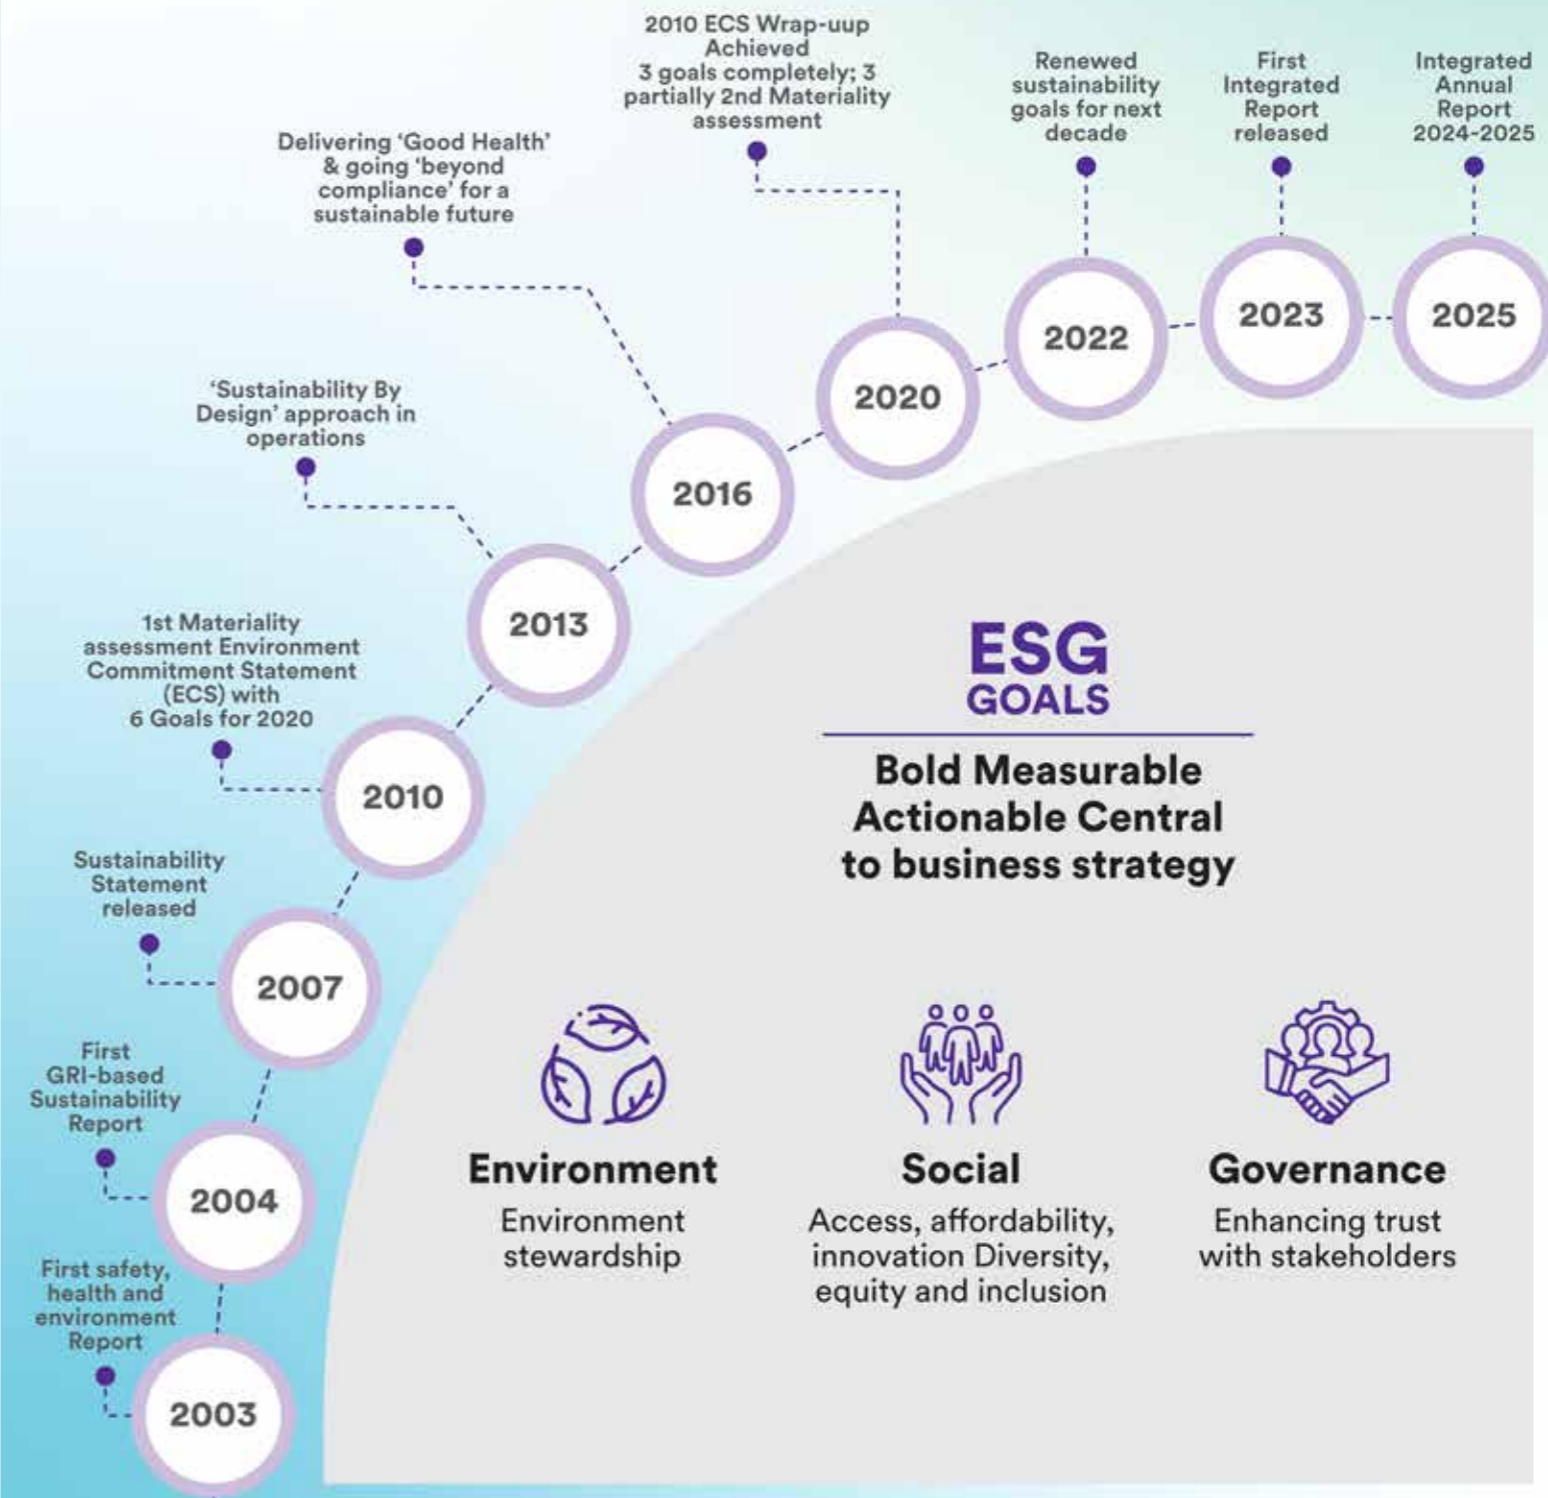 2010 ECS Wrap-uup
Achieved
3 goals completely; 3
partially 2nd Materiality
assessment
Renewed
sustainability
goals for next
decade
First
Integrated
Report
released
Integrated
Annual
Report
2024-2025
Delivering ‘Good Health’
& going ‘beyond
compliance’ for a
sustainable future
‘Sustainability By
Design’ approach in
operations
1st Materiality
assessment Environment
Commitment Statement
(ECS) with
6 Goals for 2020
Sustainability
Statement
released
First
GRI-based
Sustainability
Report
First safety,
health and
environment
Report
2003
2004
2007
2010
2013
2016
2020
2022
2023
2025
ESG
GOALS
Bold Measurable
Actionable Central
to business strategy
Environment
Environment
stewardship
Social
Access, affordability,
innovation Diversity,
equity and inclusion
Governance
Enhancing trust
with stakeholders